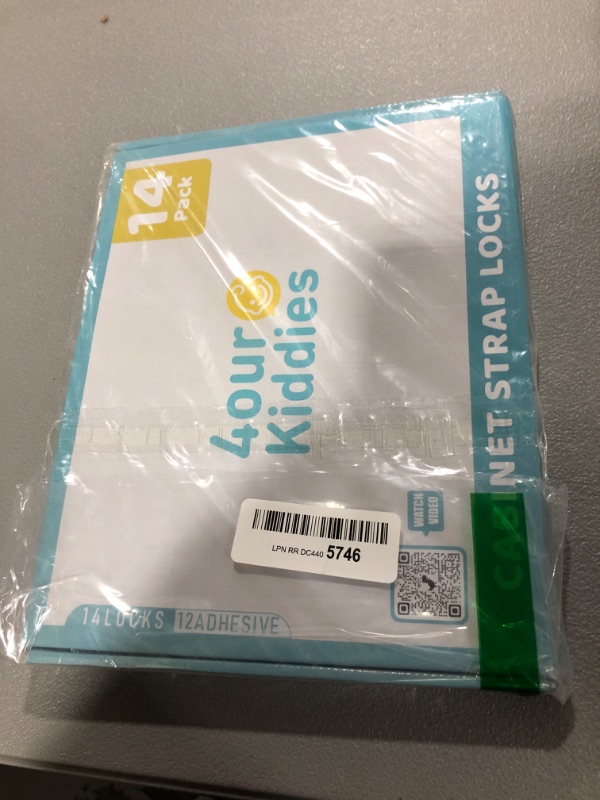 14
Pack
4our
Kiddies
CABINET STRAP LOCKS
WATCH
VIDEO
LPN RR DC440 5746
14LOCKS 12ADHESIVE